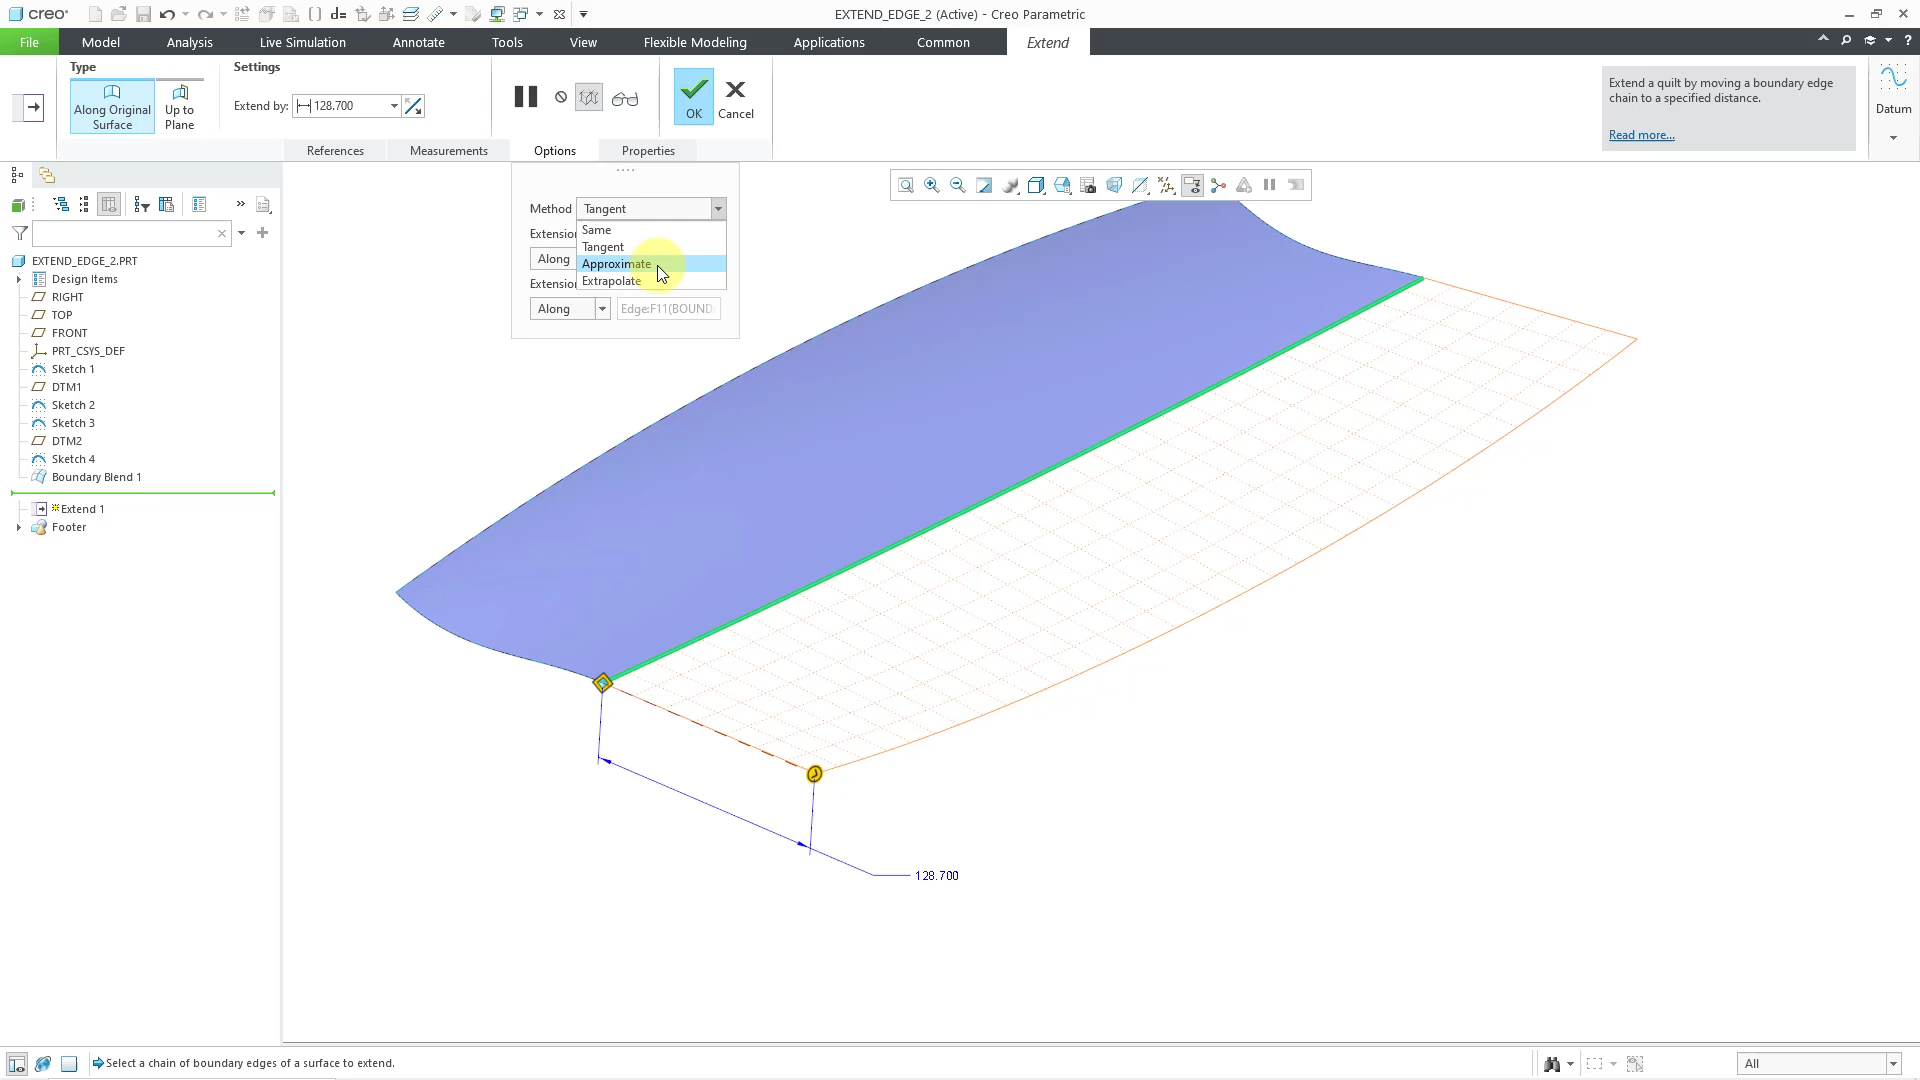 creo
d=
EXTEND_EDGE_2 (Active) - Creo Parametric
File
Model
Analysis
Live Simulation
Annotate
Tools
View
Flexible Modeling
Applications
Common
Extend
?
Type
Settings
Along Original
Surface
Up to
Plane
Extend by:
128.700
OK
Cancel
Extend a quilt by moving a boundary edge
chain to a specified distance.
Read more...
Datum
References
Measurements
Options
Properties
Method
Tangent
Same
Tangent
Approximate
Extrapolate
Extension
Along
Extension
Along
Edge:F11(BOUND
EXTEND_EDGE_2.PRT
Design Items
RIGHT
TOP
FRONT
PRT_CSYS_DEF
Sketch 1
DTM1
Sketch 2
Sketch 3
DTM2
Sketch 4
Boundary Blend 1
Extend 1
Footer
128.700
Select a chain of boundary edges of a surface to extend.
All